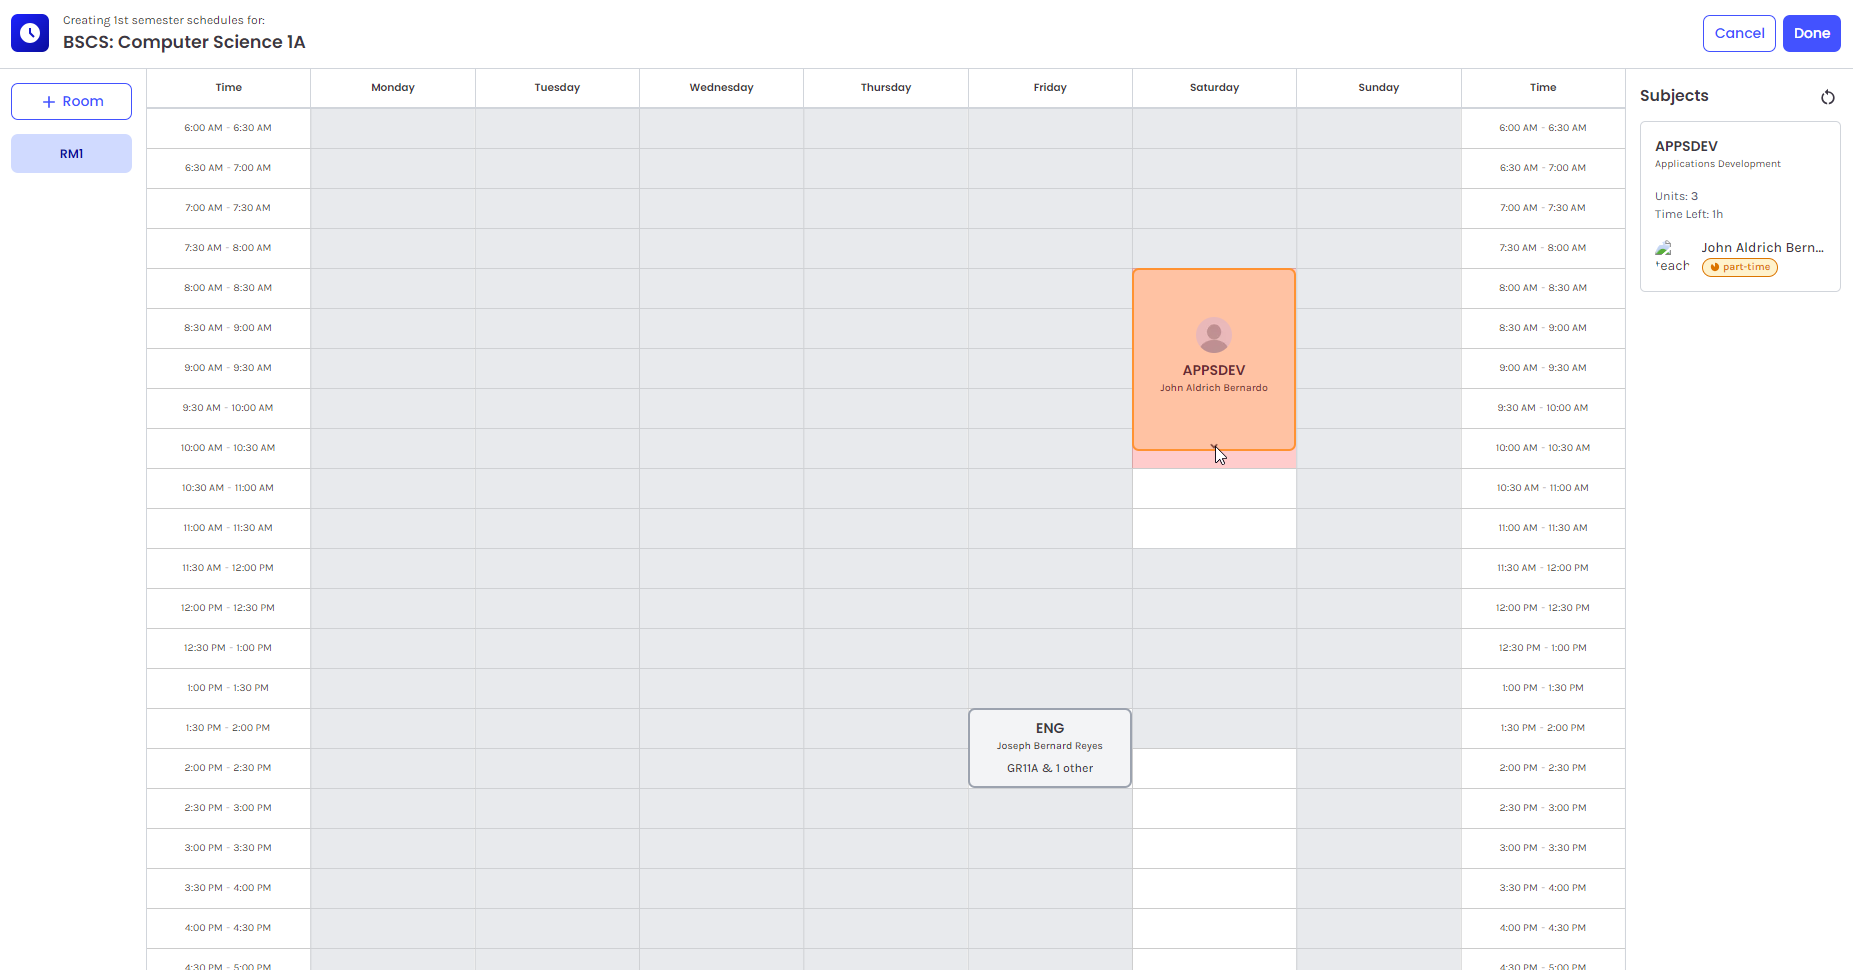 Creating 1st semester schedules for:
BSCS: Computer Science 1A
Cancel
Done
+ Room
RM1
Time Monday Tuesday Wednesday Thursday Friday Saturday Sunday Time
6:00 AM - 6:30 AM 6:00 AM - 6:30 AM
6:30 AM - 7:00 AM 6:30 AM - 7:00 AM
7:00 AM - 7:30 AM 7:00 AM - 7:30 AM
7:30 AM - 8:00 AM 7:30 AM - 8:00 AM
8:00 AM - 8:30 AM 8:00 AM - 8:30 AM
8:30 AM - 9:00 AM 8:30 AM - 9:00 AM
9:00 AM - 9:30 AM 9:00 AM - 9:30 AM
9:30 AM - 10:00 AM 9:30 AM - 10:00 AM
10:00 AM - 10:30 AM 10:00 AM - 10:30 AM
10:30 AM - 11:00 AM 10:30 AM - 11:00 AM
11:00 AM - 11:30 AM 11:00 AM - 11:30 AM
11:30 AM - 12:00 PM 11:30 AM - 12:00 PM
12:00 PM - 12:30 PM 12:00 PM - 12:30 PM
12:30 PM - 1:00 PM 12:30 PM - 1:00 PM
1:00 PM - 1:30 PM 1:00 PM - 1:30 PM
1:30 PM - 2:00 PM 1:30 PM - 2:00 PM
2:00 PM - 2:30 PM 2:00 PM - 2:30 PM
2:30 PM - 3:00 PM 2:30 PM - 3:00 PM
3:00 PM - 3:30 PM 3:00 PM - 3:30 PM
3:30 PM - 4:00 PM 3:30 PM - 4:00 PM
4:00 PM - 4:30 PM 4:00 PM - 4:30 PM
4:30 PM - 5:00 PM 4:30 PM - 5:00 PM
APPSDEV
John Aldrich Bernardo
ENG
Joseph Bernard Reyes
GR11A & 1 other
Subjects
APPSDEV
Applications Development
Units: 3
Time Left: 1h
teach
John Aldrich Bern...
part-time